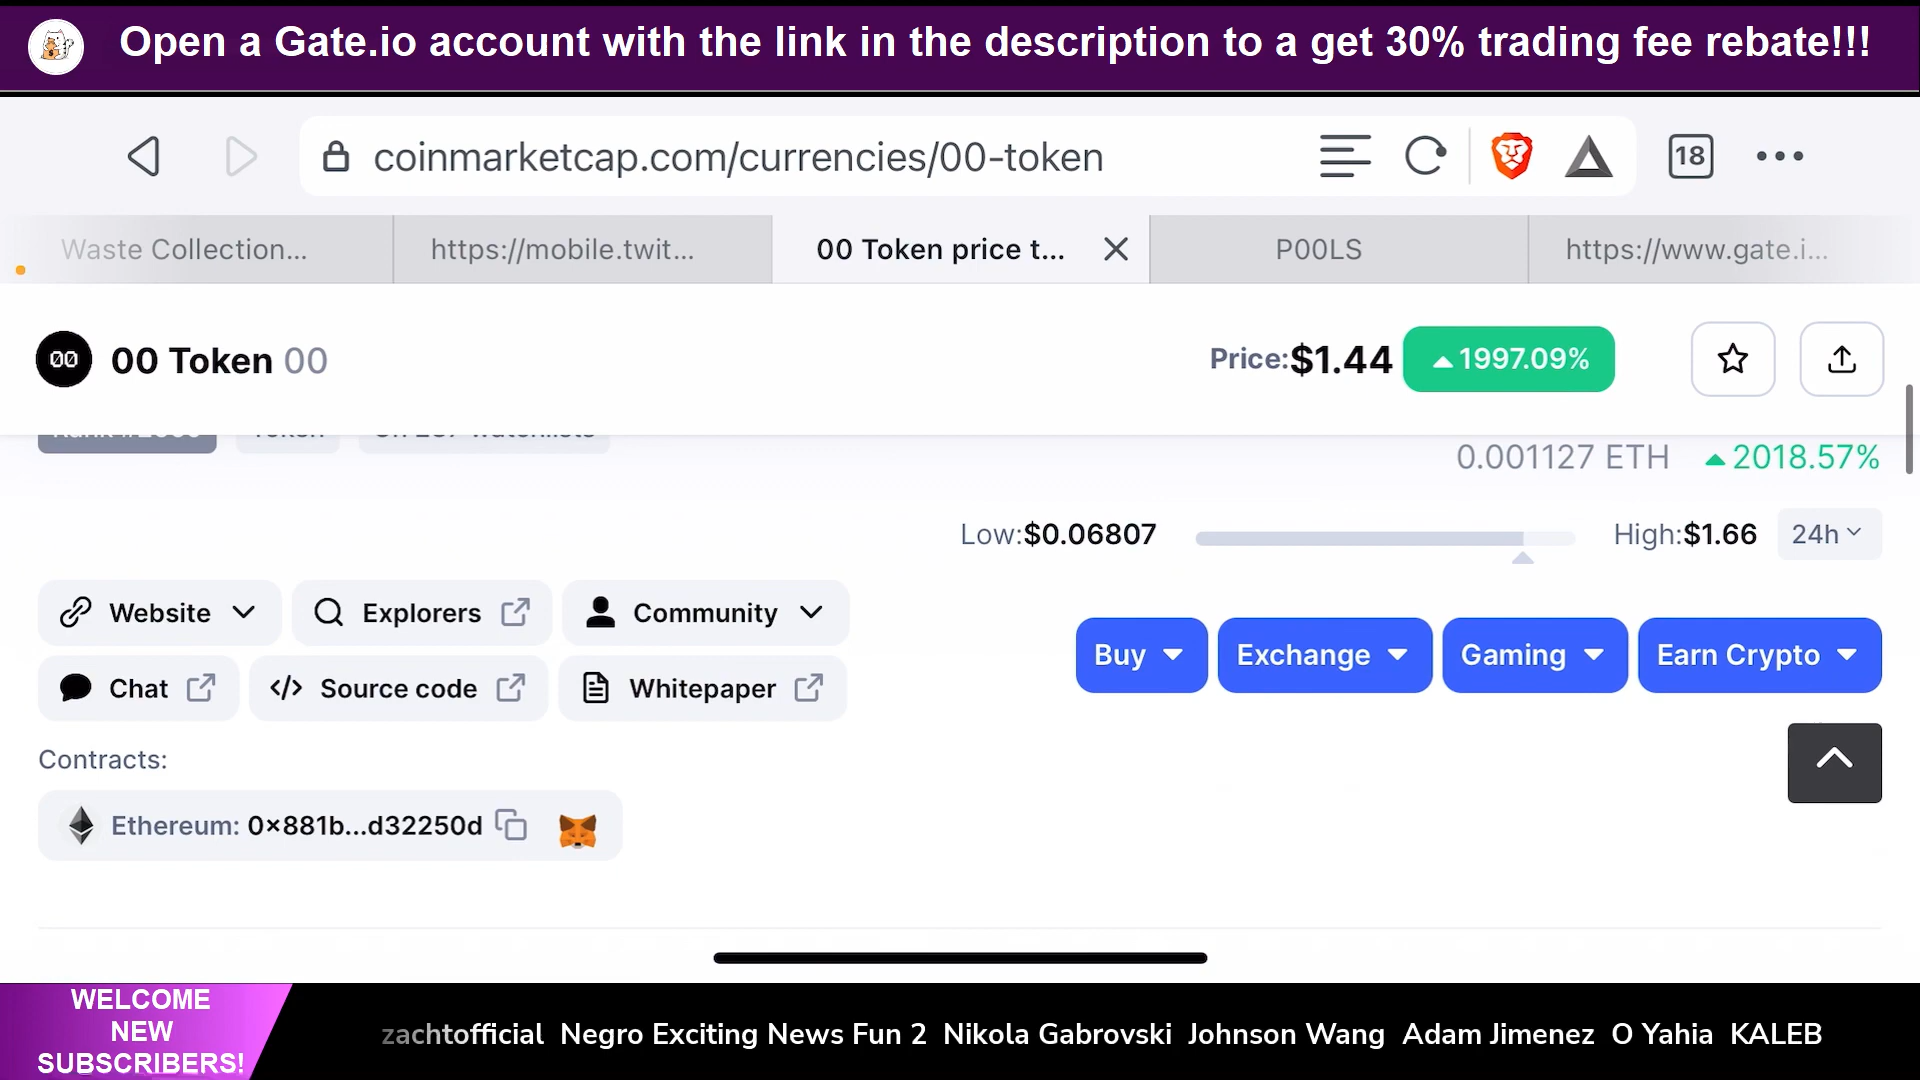 Open a Gate.io account with the link in the description to a get 30% trading fee rebate!!!
coinmarketcap.com/currencies/00-token
18
Waste Collection...
https://mobile.twit...
00 Token price t...
P00LS
https://www.gate.i...
00
00 Token 00
Price:$1.44
1997.09%
Token
0.001127 ETH 2018.57%
Low:$0.06807
High:$1.66
24h
Website
Explorers
Community
Chat
Source code
Whitepaper
Buy
Exchange
Gaming
Earn Crypto
Contracts:
Ethereum: 0x881b...d32250d
WELCOME
NEW
SUBSCRIBERS!
zachtofficial Negro Exciting News Fun 2 Nikola Gabrovski Johnson Wang Adam Jimenez O Yahia KALEB